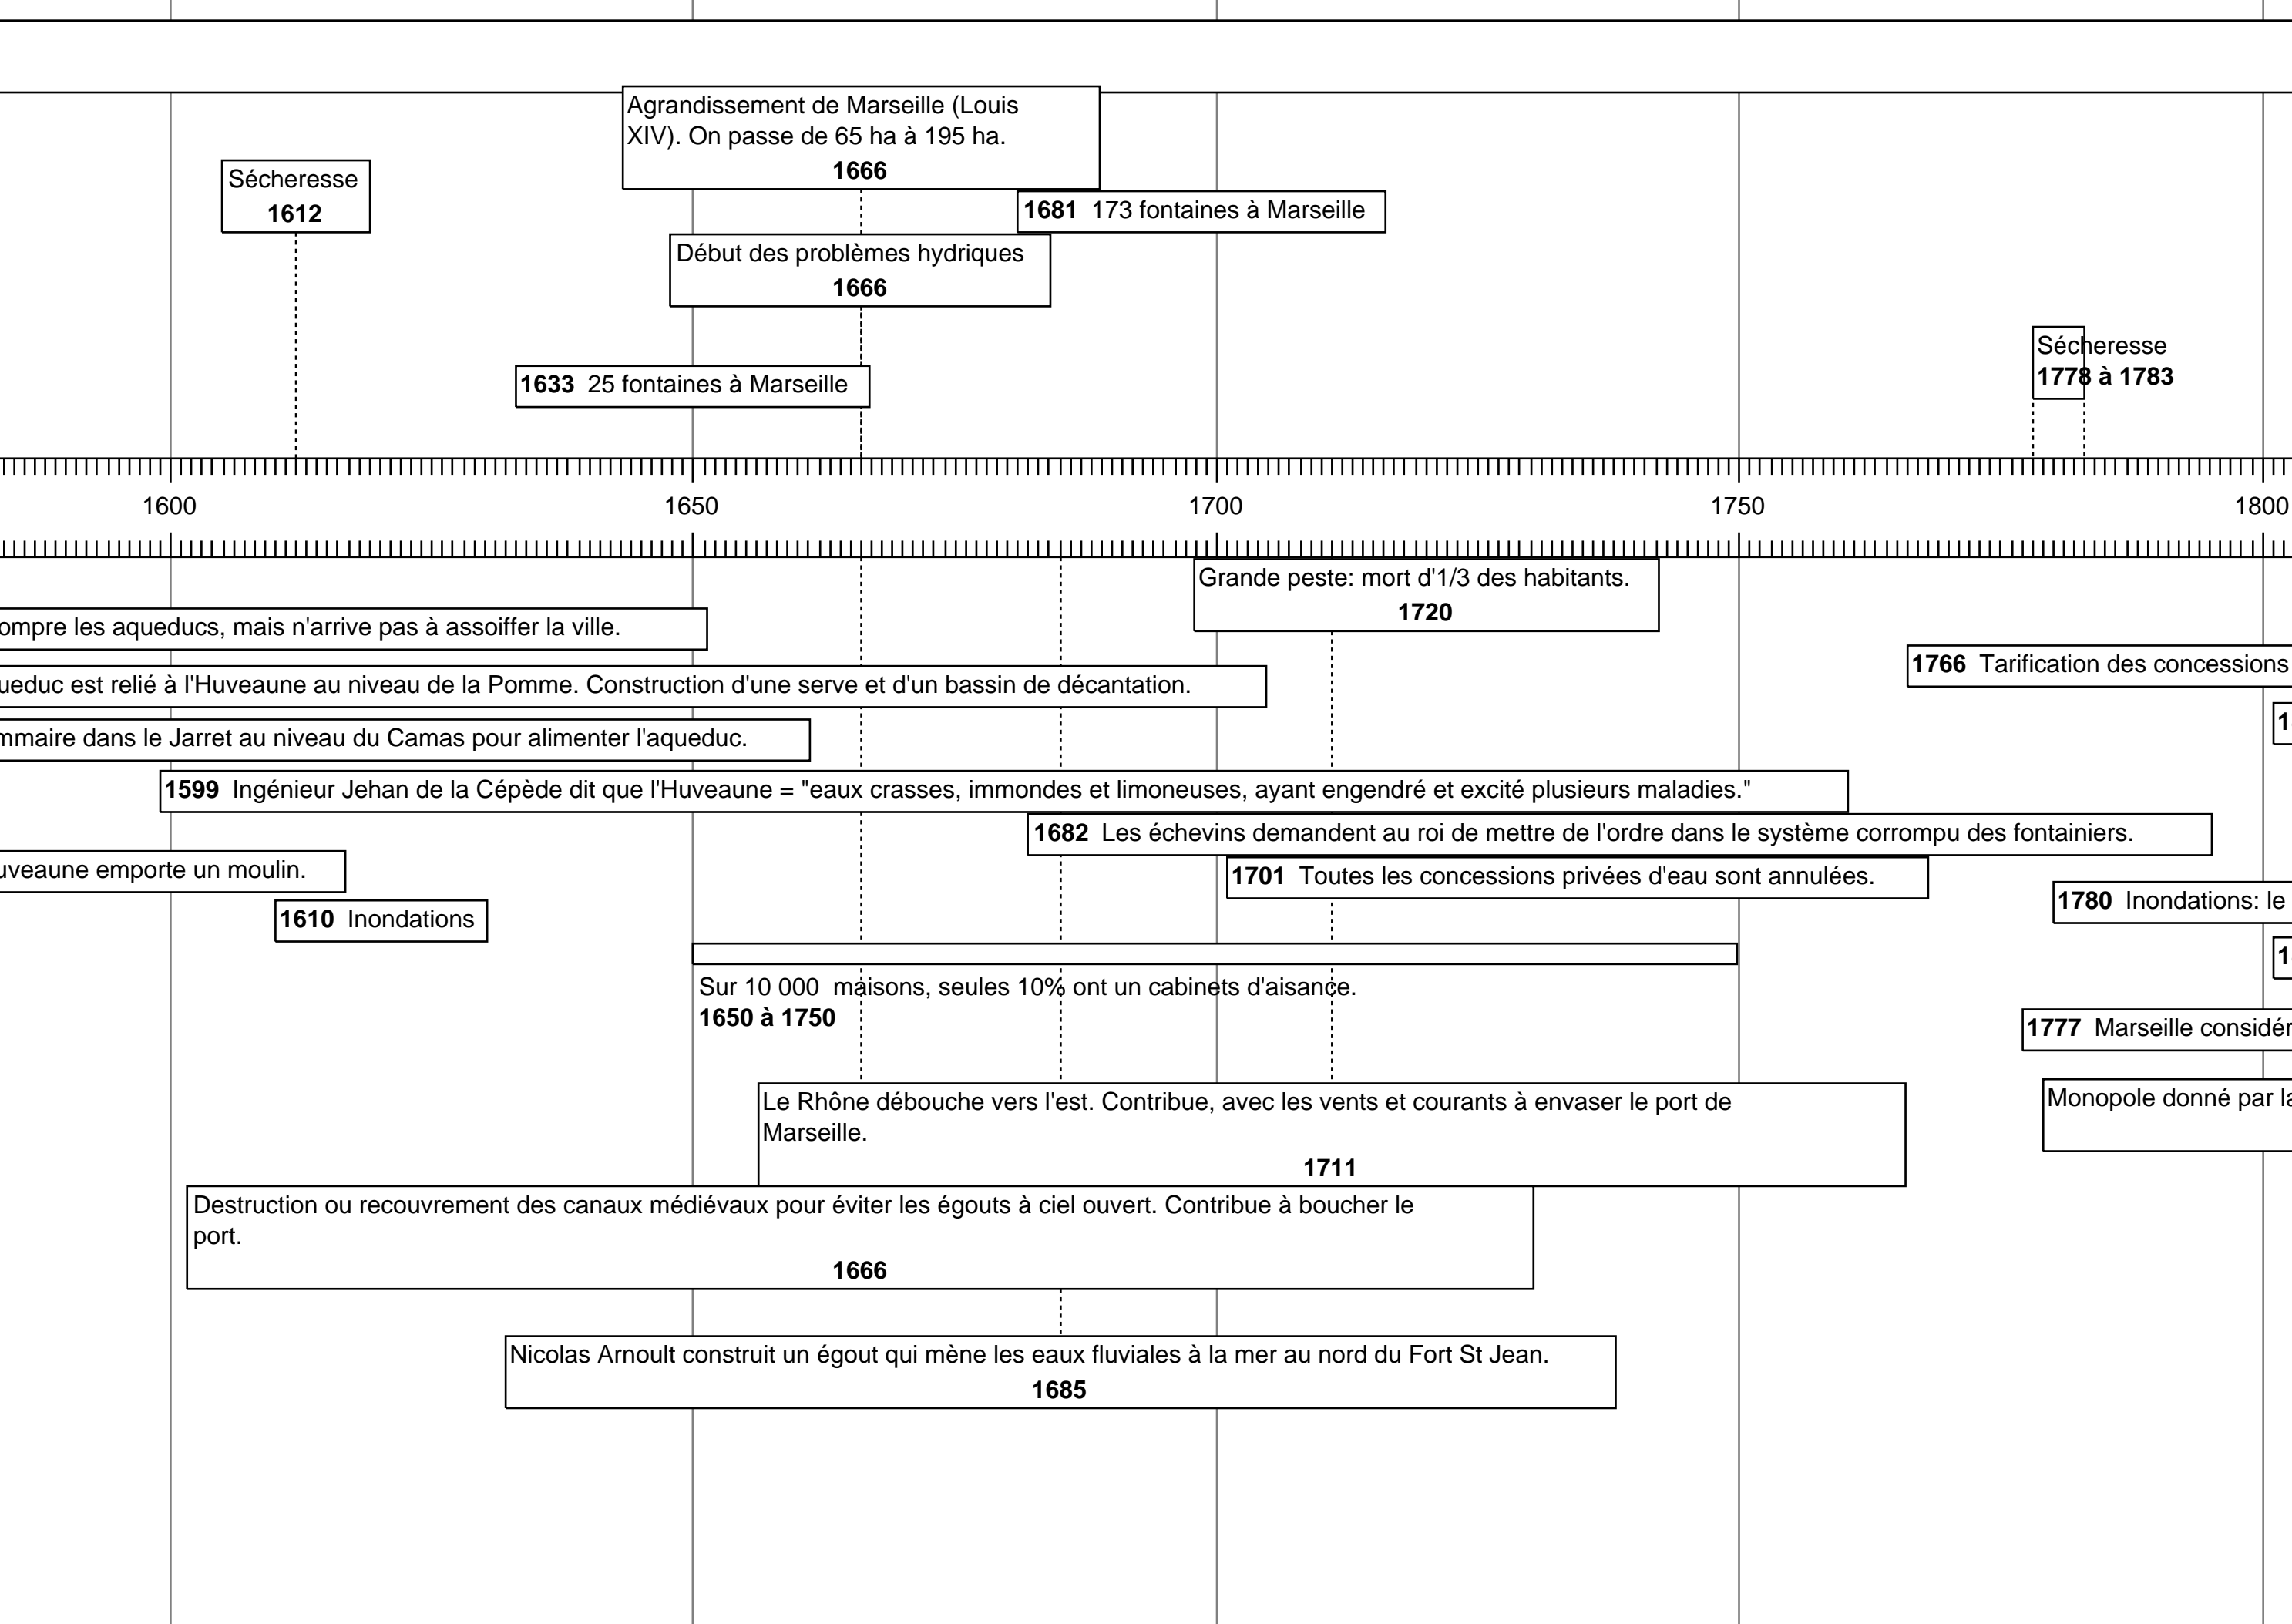 Agrandissement de Marseille (Louis
XIV). On passe de 65 ha à 195 ha.
1666
Sécheresse
1612
1681 173 fontaines à Marseille
Début des problèmes hydriques
1666
Sécheresse
1778 à 1783
1633 25 fontaines à Marseille
1600 1650 1700 1750 1800
Grande peste: mort d'1/3 des habitants.
1720
ompre les aqueducs, mais n'arrive pas à assoiffer la ville.
1766 Tarification des concessions
ueduc est relié à l'Huveaune au niveau de la Pomme. Construction d'une serve et d'un bassin de décantation.
1
mmaire dans le Jarret au niveau du Camas pour alimenter l'aqueduc.
1599 Ingénieur Jehan de la Cépède dit que l'Huveaune = "eaux crasses, immondes et limoneuses, ayant engendré et excité plusieurs maladies."
1682 Les échevins demandent au roi de mettre de l'ordre dans le système corrompu des fontainiers.
uveaune emporte un moulin.
1701 Toutes les concessions privées d'eau sont annulées.
1780 Inondations: le
1610 Inondations
1
Sur 10 000 maisons, seules 10% ont un cabinets d'aisance.
1650 à 1750
1777 Marseille considér
Monopole donné par la
Le Rhône débouche vers l'est. Contribue, avec les vents et courants à envaser le port de
Marseille.
1711
Destruction ou recouvrement des canaux médiévaux pour éviter les égouts à ciel ouvert. Contribue à boucher le
port.
1666
Nicolas Arnoult construit un égout qui mène les eaux fluviales à la mer au nord du Fort St Jean.
1685